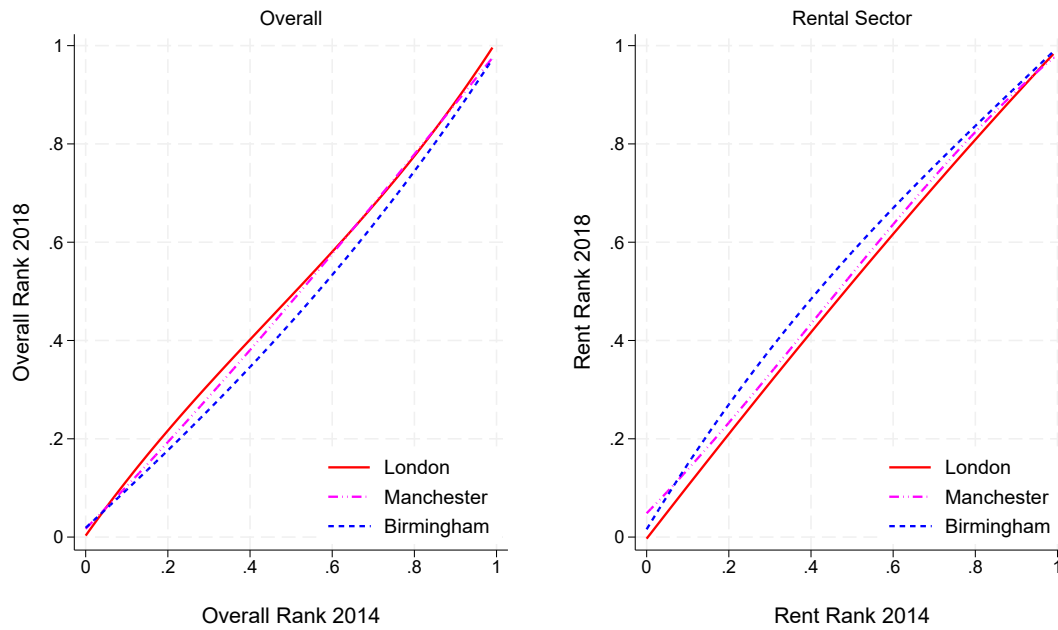 Overall
Overall Rank 2018
1
.8
.6
.4
.2
0
London
Manchester
Birmingham
0 .2 .4 .6 .8 1
Overall Rank 2014
Rental Sector
Rent Rank 2018
1
.8
.6
.4
.2
0
London
Manchester
Birmingham
0 .2 .4 .6 .8 1
Rent Rank 2014